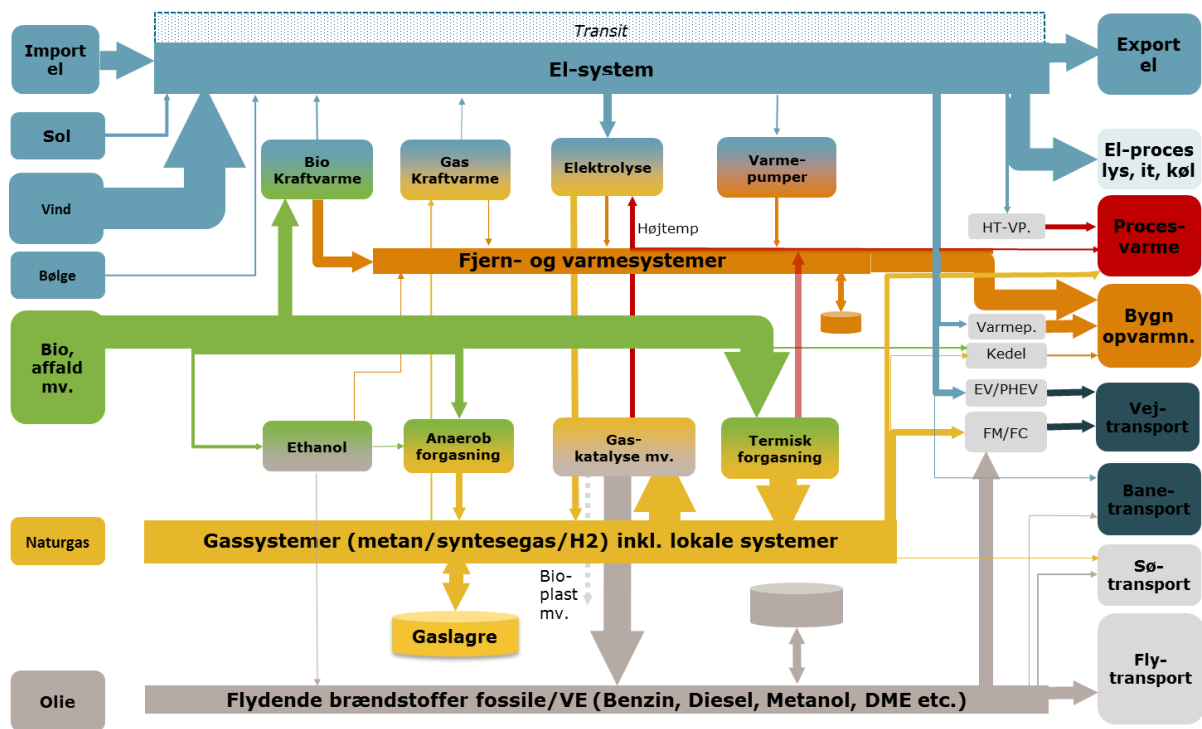 Transit
Import
el
El-system
Export
el
Sol
Bio
Kraftvarme
Gas
Kraftvarme
Elektrolyse
Varme-
pumper
El-proces
lys, it, køl
Vind
Højtemp
HT-VP.
Proces-
varme
Bølge
Fjern- og varmesystemer
Bio,
affald
mv.
Varmep.
Kedel
Bygn
opvarmn.
EV/PHEV
FM/FC
Vej-
transport
Ethanol
Anaerob
forgasning
Gas-
katalyse mv.
Termisk
forgasning
Bane-
transport
Naturgas
Gassystemer (metan/syntesegas/H2) inkl. lokale systemer
Bio-
plast
mv.
Sø-
transport
Gaslagre
Fly-
transport
Olie
Flydende brændstoffer fossile/VE (Benzin, Diesel, Metanol, DME etc.)